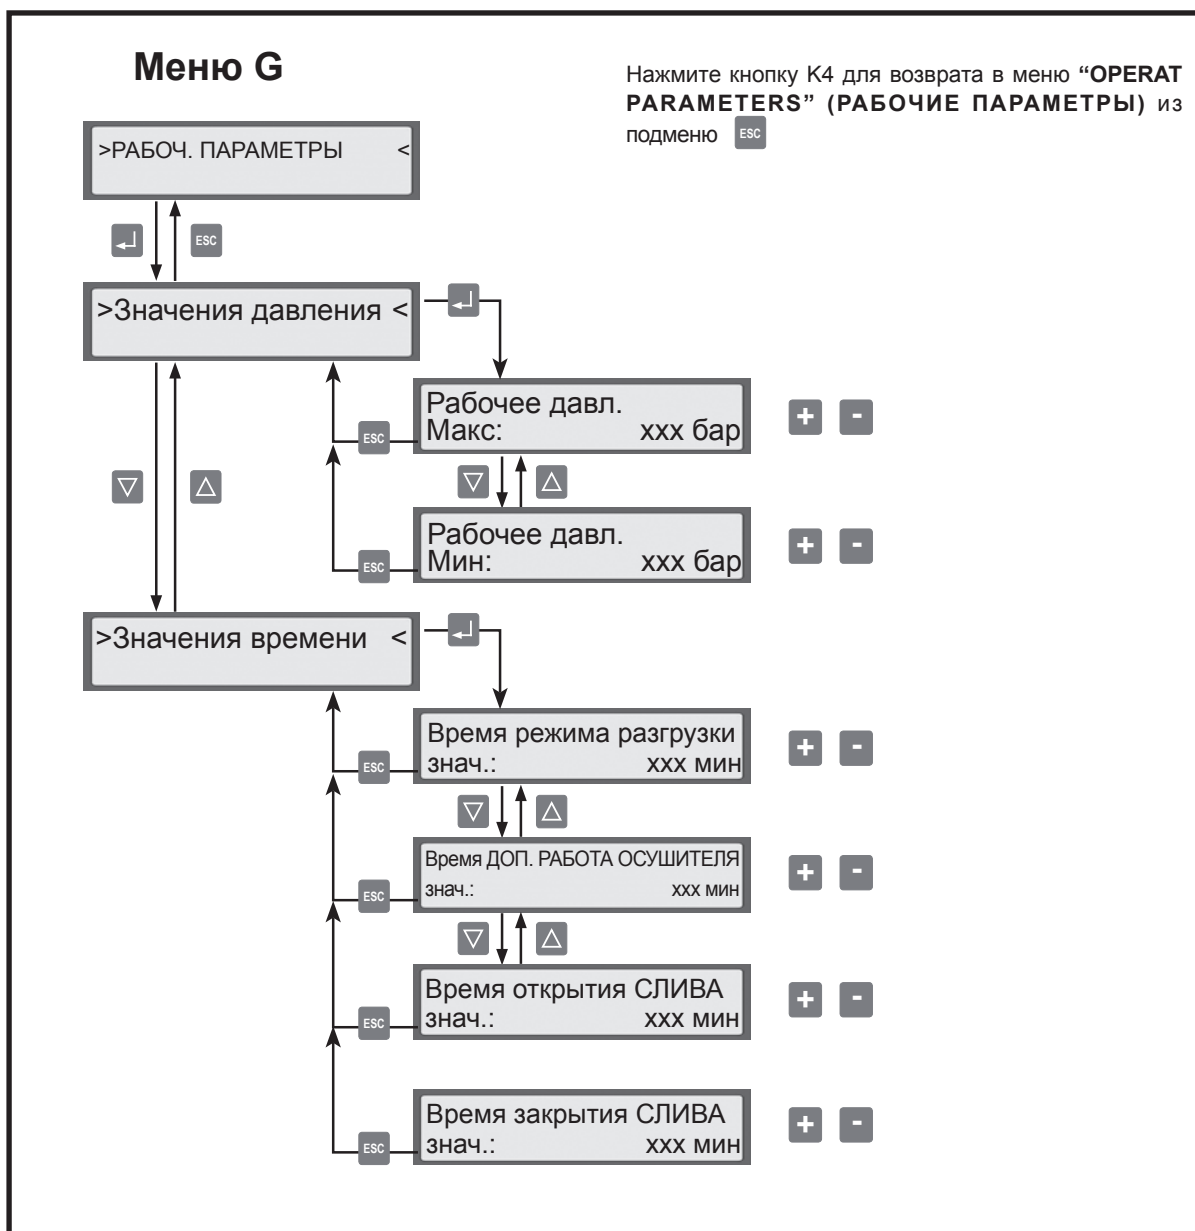 Меню G
Нажмите кнопку K4 для возврата в меню “OPERAT
PARAMETERS” (РАБОЧИЕ ПАРАМЕТРЫ) из
подменю ESC
>РАБОЧ. ПАРАМЕТРЫ <
ESC
>Значения давления <
Рабочее давл.
Макс: xxx бар
+ -
ESC
Рабочее давл.
Мин: xxx бар
+ -
ESC
>Значения времени <
Время режима разгрузки
знач.: xxx мин
+ -
ESC
Время ДОП. РАБОТА ОСУШИТЕЛЯ
знач.: xxx мин
+ -
ESC
Время открытия СЛИВА
знач.: xxx мин
+ -
ESC
Время закрытия СЛИВА
знач.: xxx мин
+ -
ESC